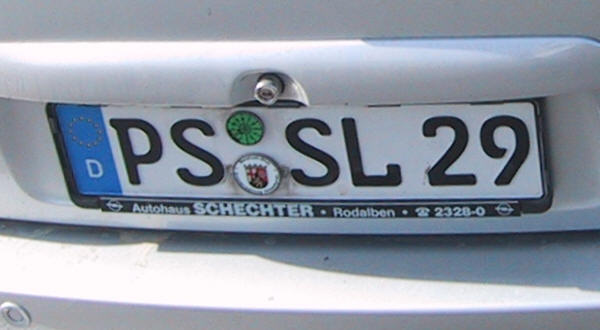 D PS SL 29
Autohaus SCHECHTER • Rodalben • ☎ 2328-0